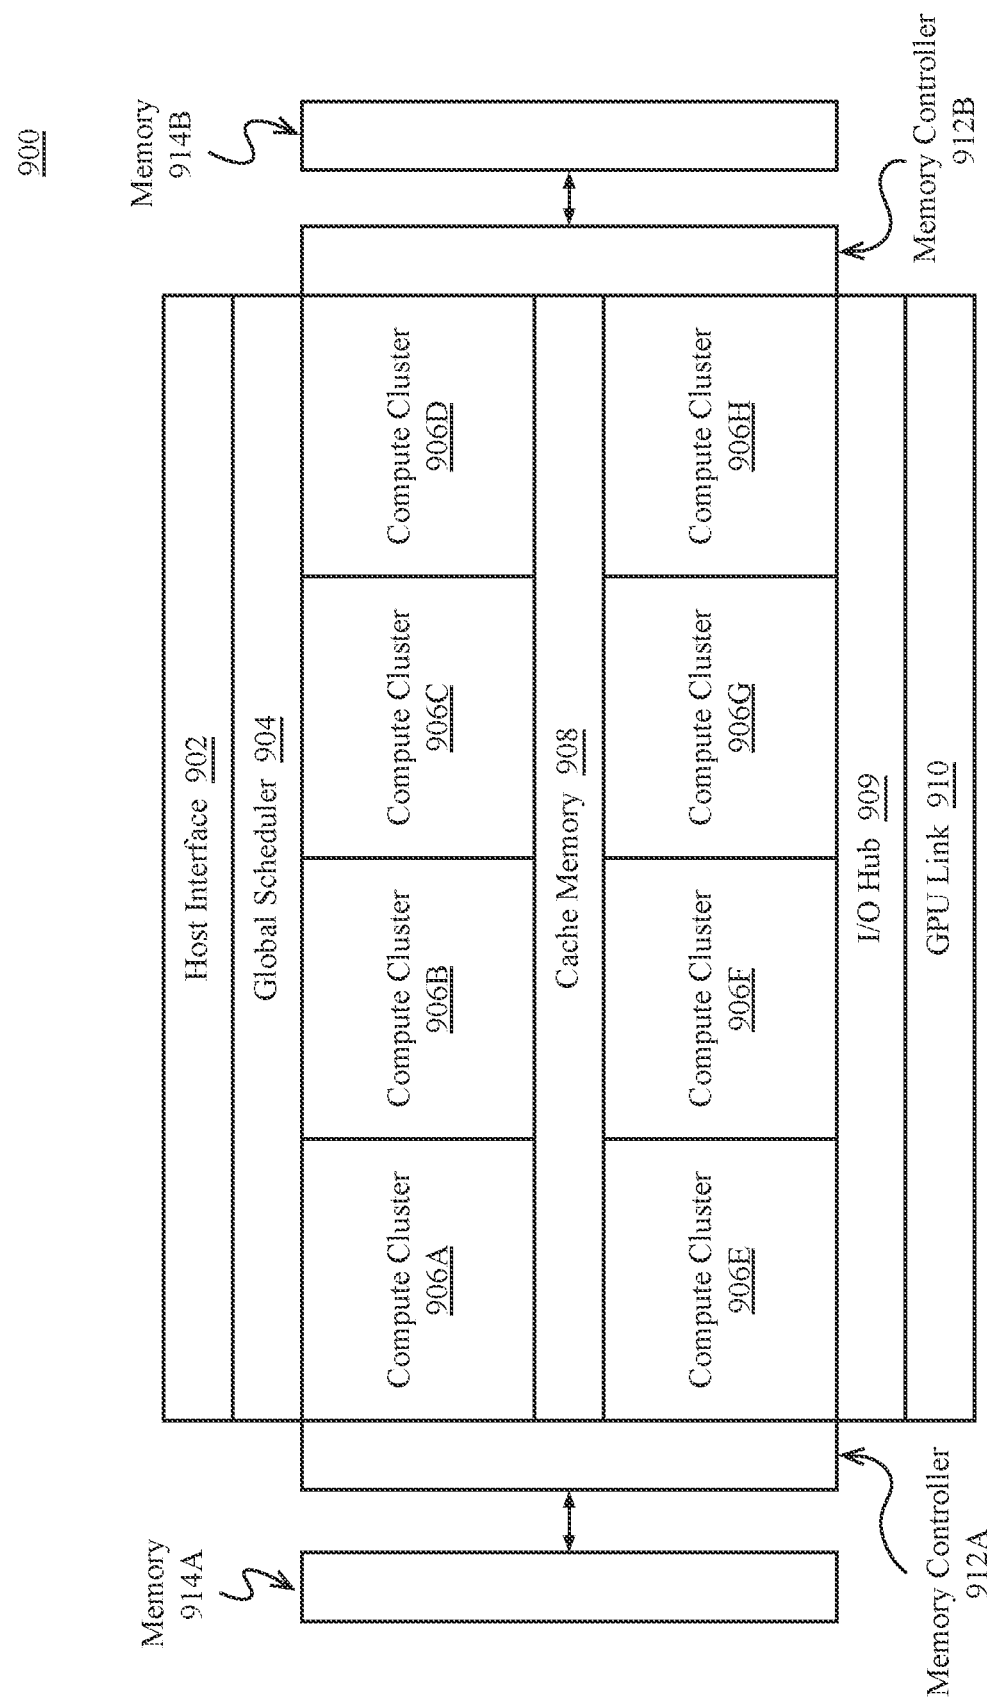 900
Memory
914A
Memory
914B
Host Interface 902
Global Scheduler 904
Compute Cluster
906A
Compute Cluster
906B
Compute Cluster
906C
Compute Cluster
906D
Cache Memory 908
Compute Cluster
906E
Compute Cluster
906F
Compute Cluster
906G
Compute Cluster
906H
I/O Hub 909
GPU Link 910
Memory Controller
912A
Memory Controller
912B